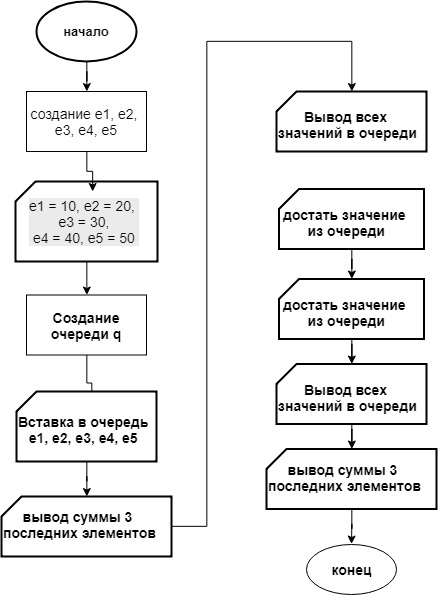 начало
создание e1, e2,
e3, e4, e5
e1 = 10, e2 = 20,
e3 = 30,
e4 = 40, e5 = 50
Создание
очереди q
Вставка в очередь
e1, e2, e3, e4, e5
вывод суммы 3
последних элементов
Вывод всех
значений в очереди
достать значение
из очереди
достать значение
из очереди
Вывод всех
значений в очереди
вывод суммы 3
последних элементов
конец